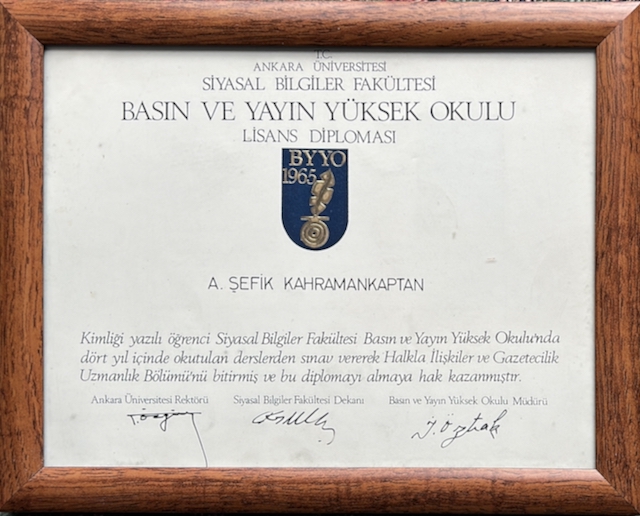 T.C.
ANKARA ÜNİVERSİTESİ
SİYASAL BİLGİLER FAKÜLTESİ
BASIN VE YAYIN YÜKSEK OKULU
LİSANS DİPLOMASI
BYYO
1965
A. ŞEFİK KAHRAMANKAPTAN
Kimliği yazılı öğrenci Siyasal Bilgiler Fakültesi Basın ve Yayın Yüksek Okulu'nda
dört yıl içinde okutulan derslerden sınav vererek Halkla İlişkiler ve Gazetecilik
Uzmanlık Bölümü'nü bitirmiş ve bu diplomayı almaya hak kazanmıştır.
Ankara Üniversitesi Rektörü Siyasal Bilgiler Fakültesi Dekanı Basın ve Yayın Yüksek Okulu Müdürü